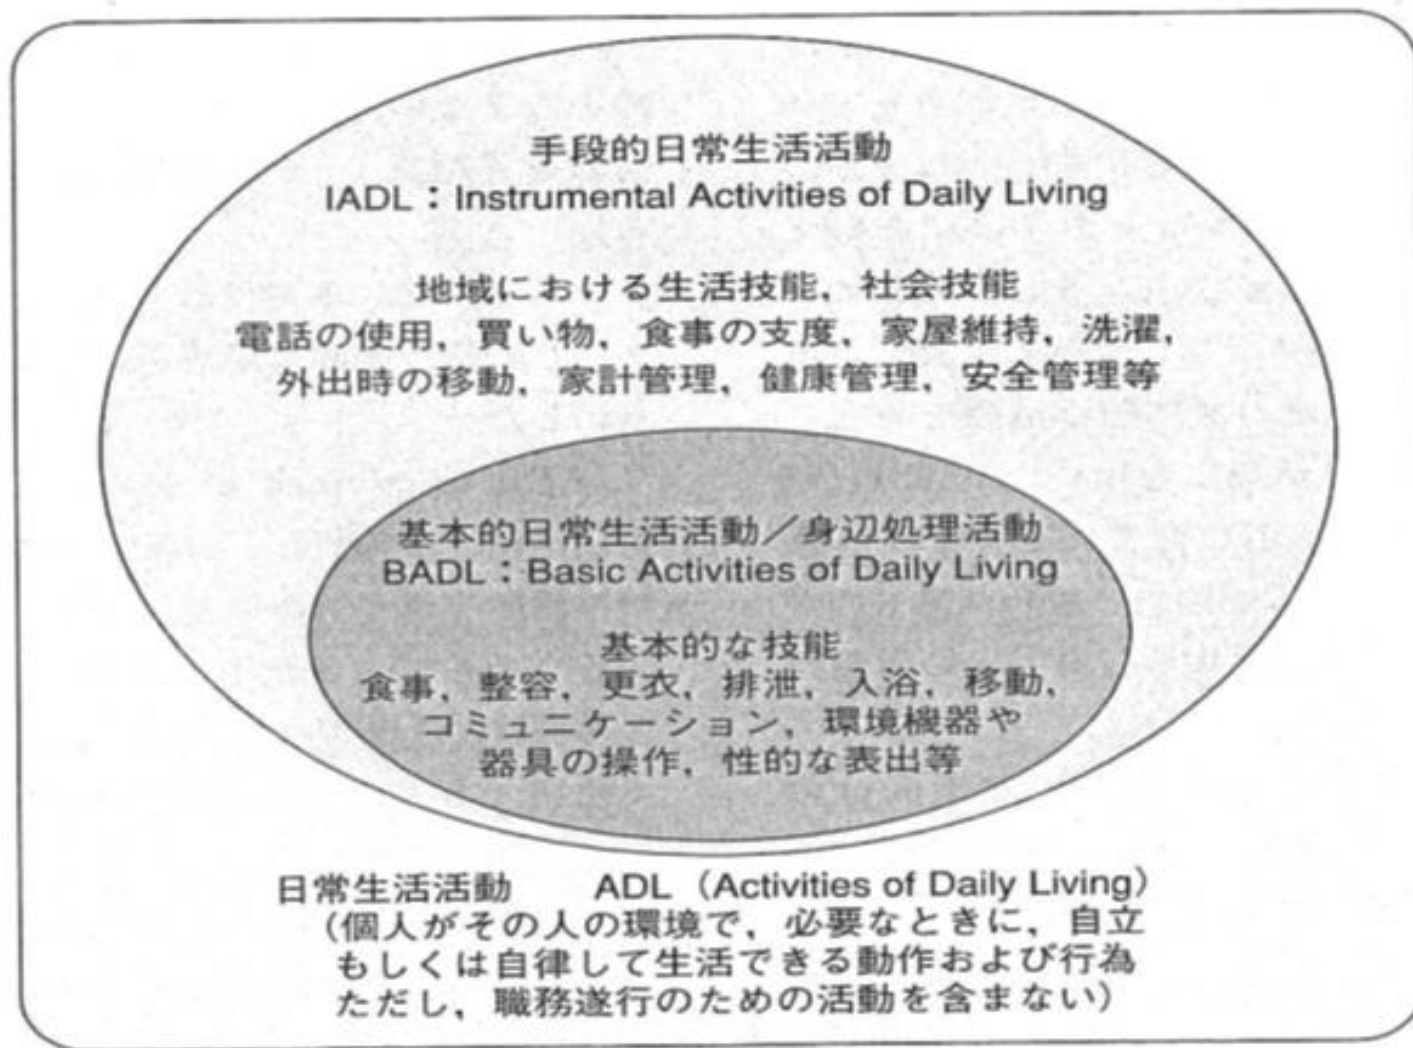 手段的日常生活活動
IADL：Instrumental Activities of Daily Living
地域における生活技能，社会技能
電話の使用，買い物，食事の支度，家屋維持，洗濯，
外出時の移動，家計管理，健康管理，安全管理等
基本的日常生活活動／身辺処理活動
BADL：Basic Activities of Daily Living
基本的な技能
食事，整容，更衣，排泄，入浴，移動，
コミュニケーション，環境機器や
器具の操作，性的な表出等
日常生活活動　　ADL（Activities of Daily Living）
（個人がその人の環境で，必要なときに，自立
もしくは自律して生活できる動作および行為
ただし，職務遂行のための活動を含まない）